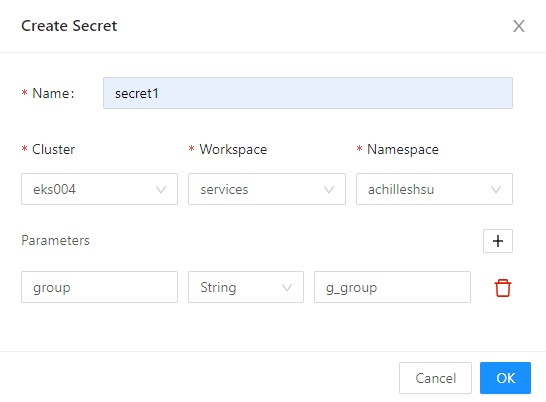 Create Secret
* Name:
secret1
* Cluster * Workspace * Namespace
eks004 services achilleshsu
Parameters
group String g_group
Cancel OK